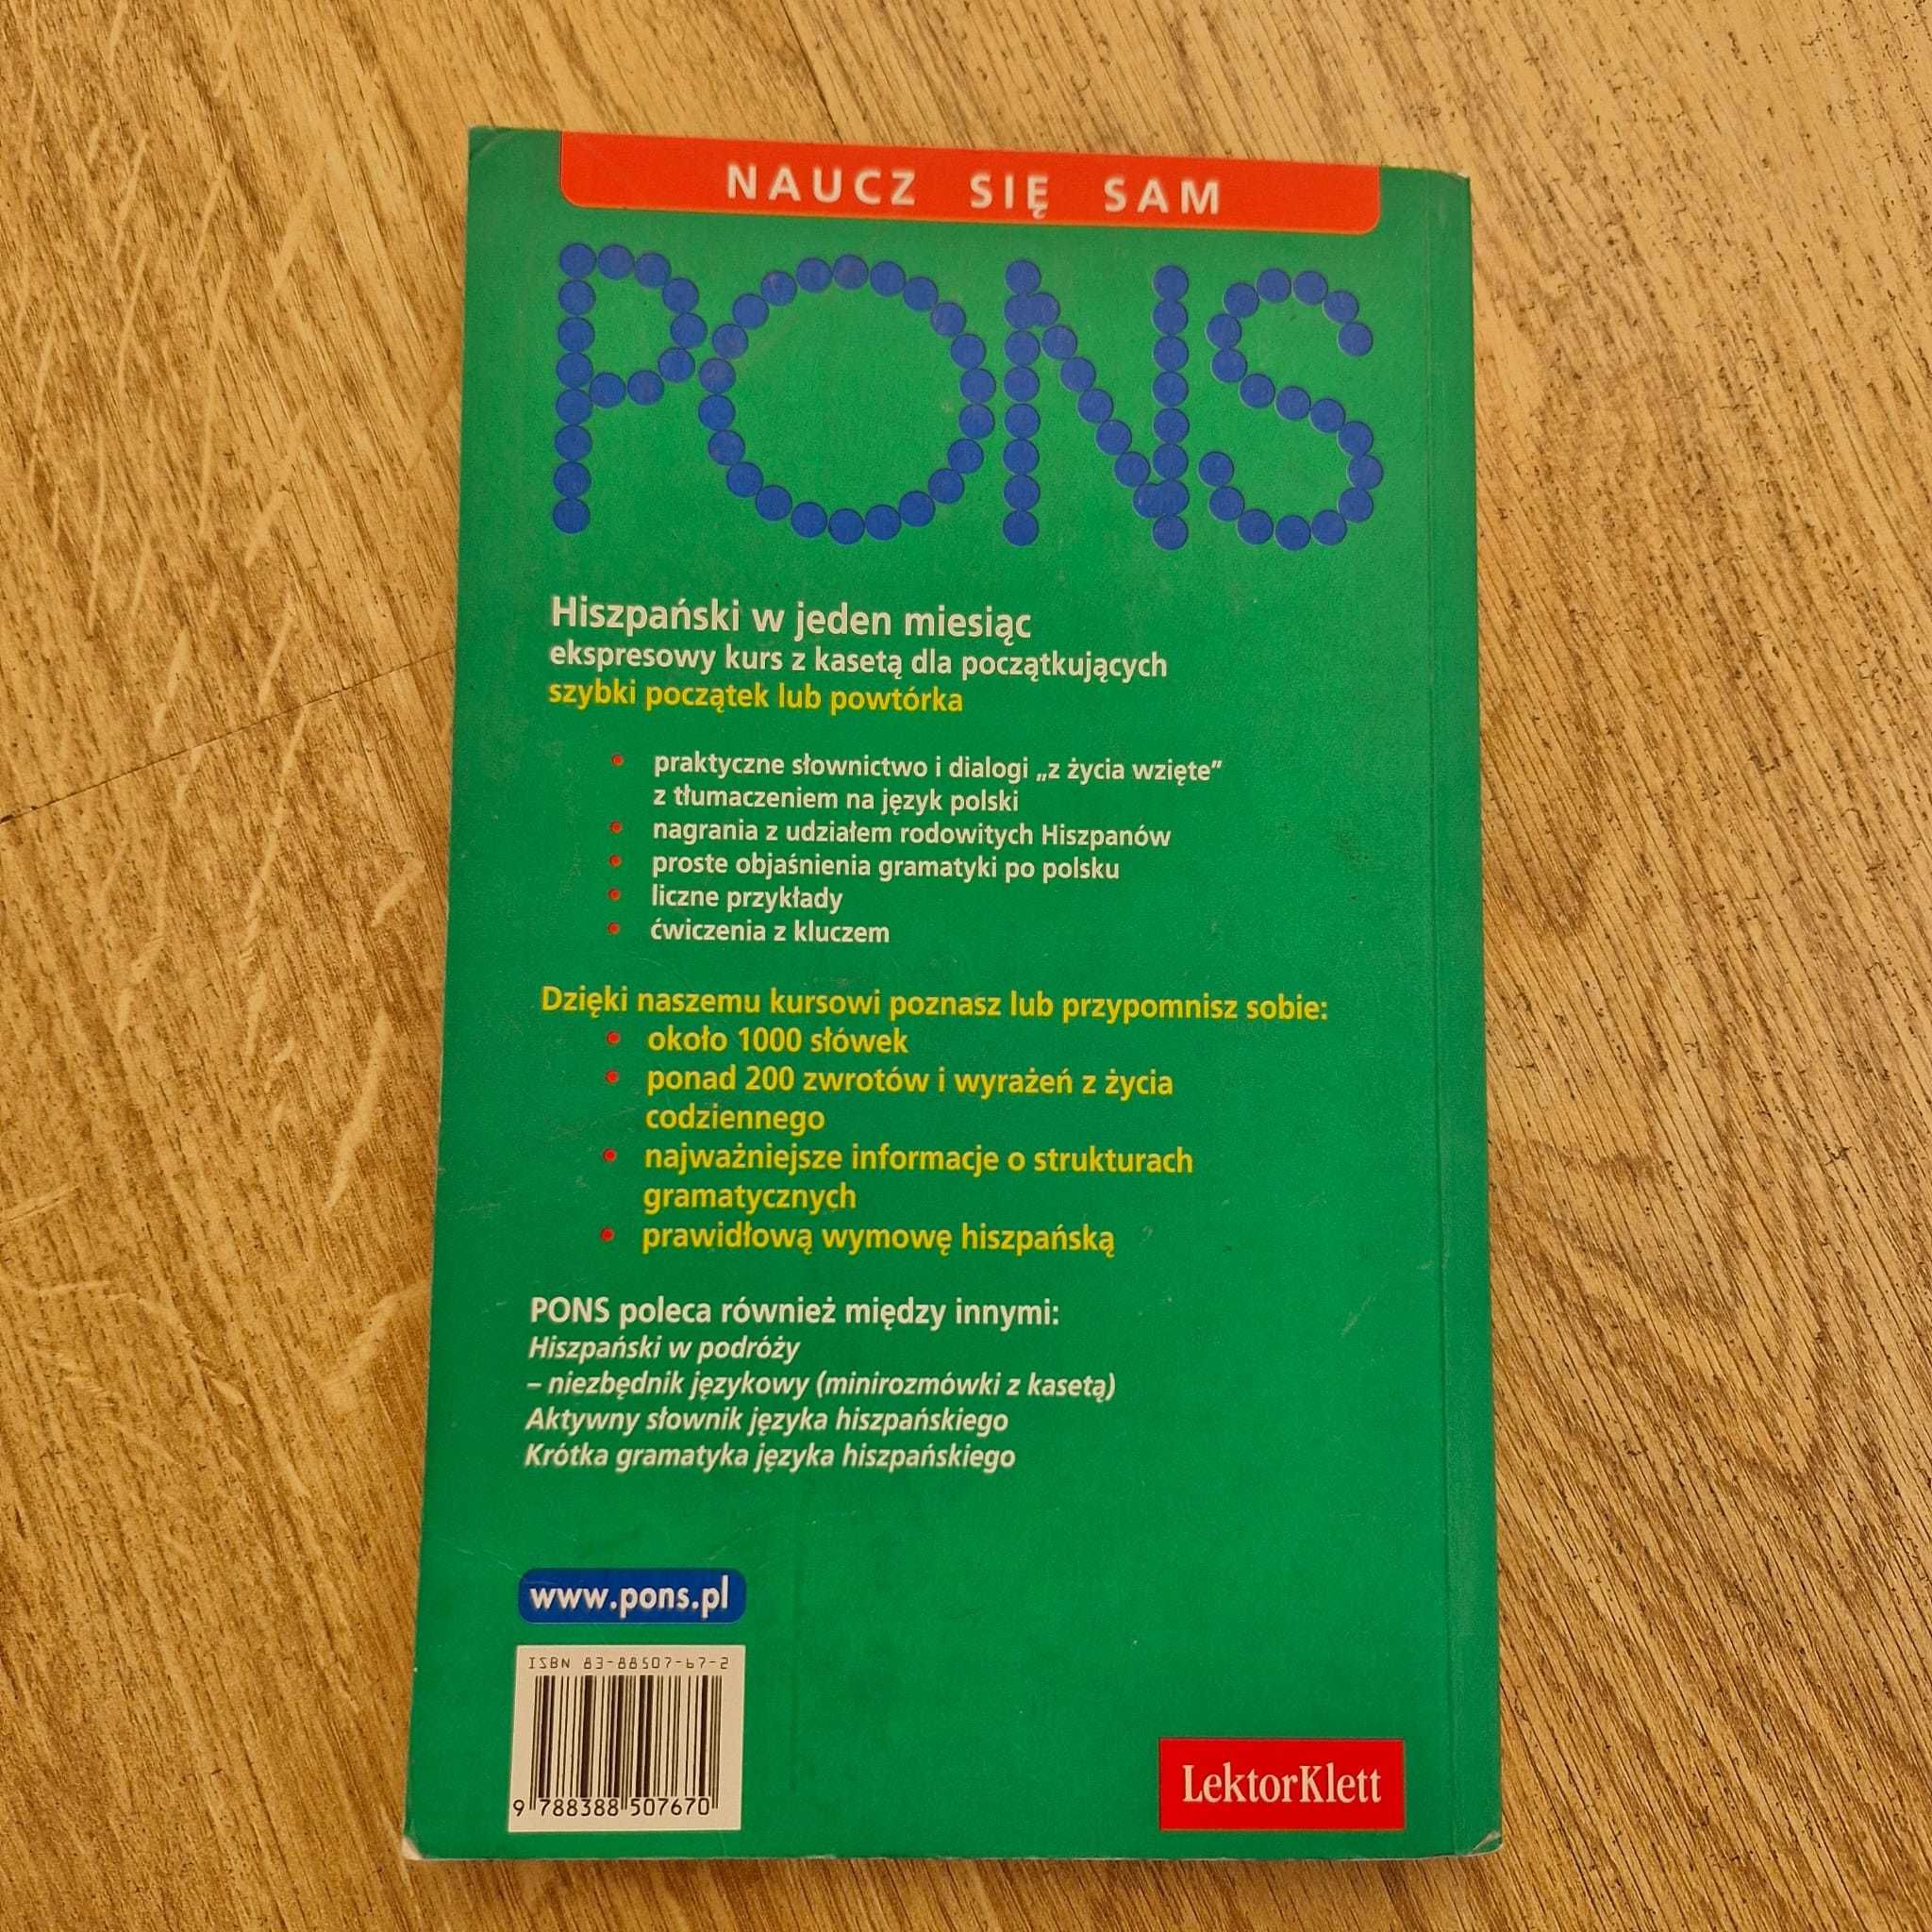 NAUCZ SIĘ SAM
PONS
Hiszpański w jeden miesiąc
ekspresowy kurs z kasetą dla początkujących
szybki początek lub powtórka
• praktyczne słownictwo i dialogi „z życia wzięte”
z tłumaczeniem na język polski
• nagrania z udziałem rodowitych Hiszpanów
• proste objaśnienia gramatyki po polsku
• liczne przykłady
• ćwiczenia z kluczem
Dzięki naszemu kursowi poznasz lub przypomnisz sobie:
• około 1000 słówek
• ponad 200 zwrotów i wyrażeń z życia
codziennego
• najważniejsze informacje o strukturach
gramatycznych
• prawidłową wymowę hiszpańską
PONS poleca również między innymi:
Hiszpański w podróży
– niezbędnik językowy (minirozmówki z kasetą)
Aktywny słownik języka hiszpańskiego
Krótka gramatyka języka hiszpańskiego
www.pons.pl
ISBN 83-88507-67-2
9 788388 507670
LektorKlett